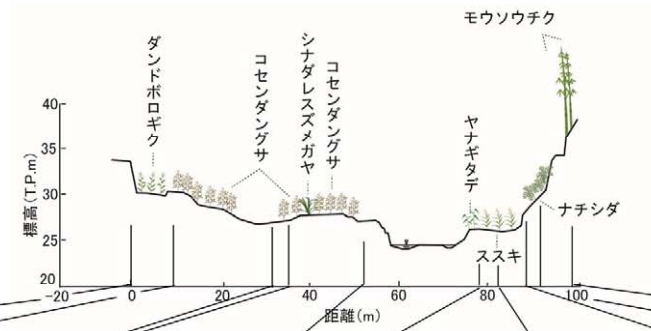 モウソウチク
ダンドボロギク
コセンダングサ
シナダレスズメガヤ
コセンダングサ
ヤナギタデ
ナチシダ
ススキ
標高(T.P.m)
40
35
30
25
20
-20
0
20
40
60
80
100
距離(m)